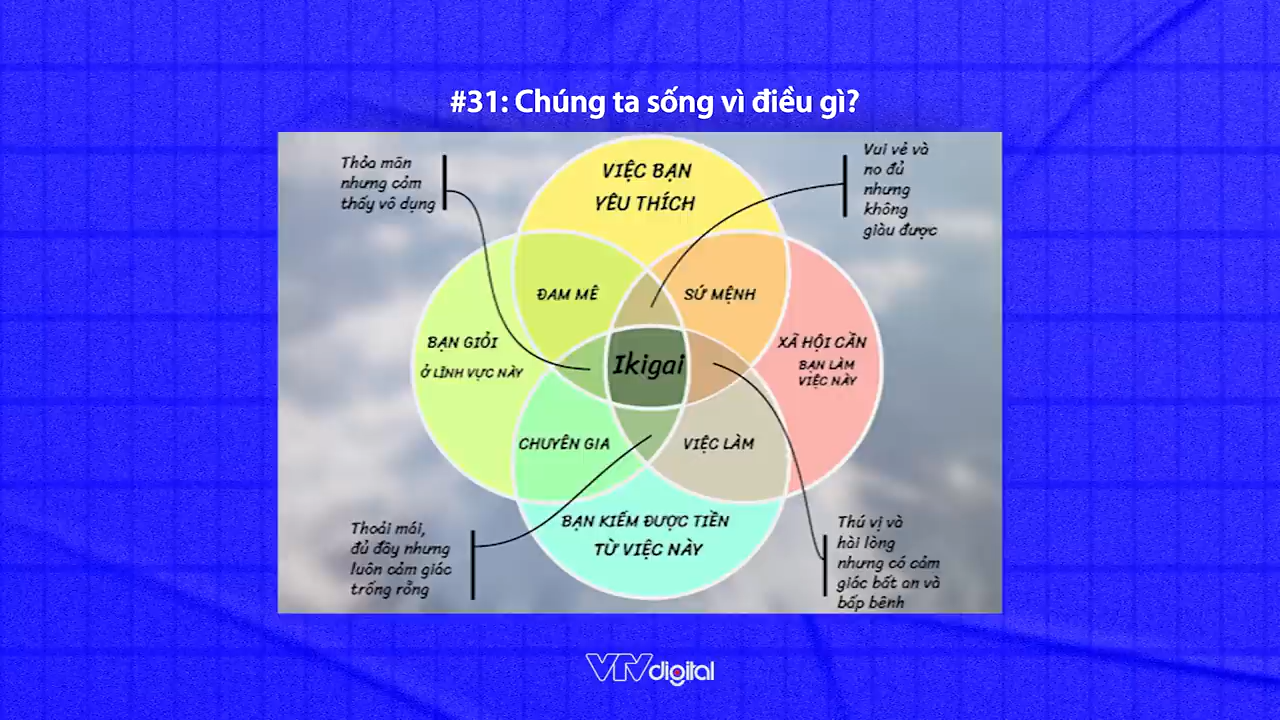 #31: Chúng ta sống vì điều gì?
Thỏa mãn
nhưng cảm
thấy vô dụng
VIỆC BẠN
YÊU THÍCH
Vui vẻ và
no đủ
nhưng
không
giàu được
ĐAM MÊ
SỨ MỆNH
BẠN GIỎI
Ở LĨNH VỰC NÀY
Ikigai
XÃ HỘI CẦN
BẠN LÀM
VIỆC NÀY
CHUYÊN GIA
VIỆC LÀM
BẠN KIẾM ĐƯỢC TIỀN
TỪ VIỆC NÀY
Thoải mái,
đủ đầy nhưng
luôn cảm giác
trống rỗng
Thú vị và
hài lòng
nhưng có cảm
giác bất an và
bấp bênh
VTVdigital